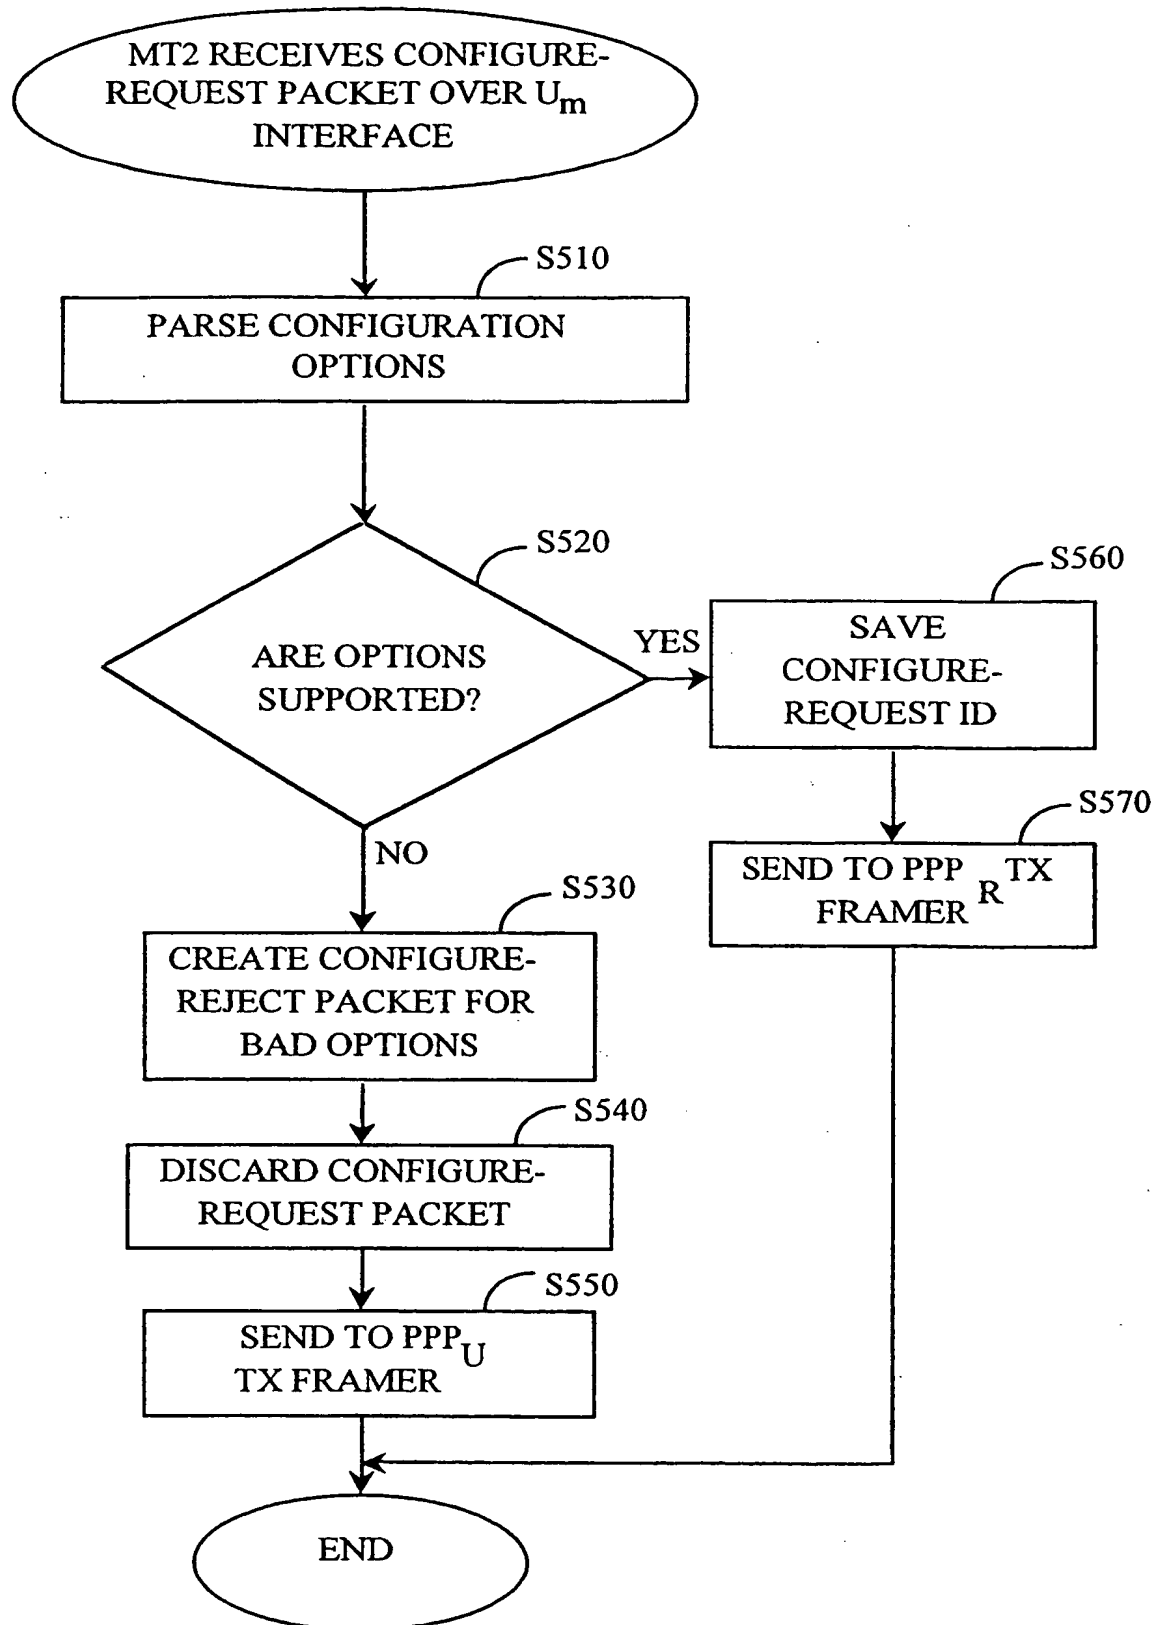 MT2 RECEIVES CONFIGURE-
REQUEST PACKET OVER Um
INTERFACE
S510
PARSE CONFIGURATION
OPTIONS
S520
ARE OPTIONS
SUPPORTED?
YES
S560
SAVE
CONFIGURE-
REQUEST ID
S570
SEND TO PPP R TX
FRAMER
NO
S530
CREATE CONFIGURE-
REJECT PACKET FOR
BAD OPTIONS
S540
DISCARD CONFIGURE-
REQUEST PACKET
S550
SEND TO PPPU
TX FRAMER
END